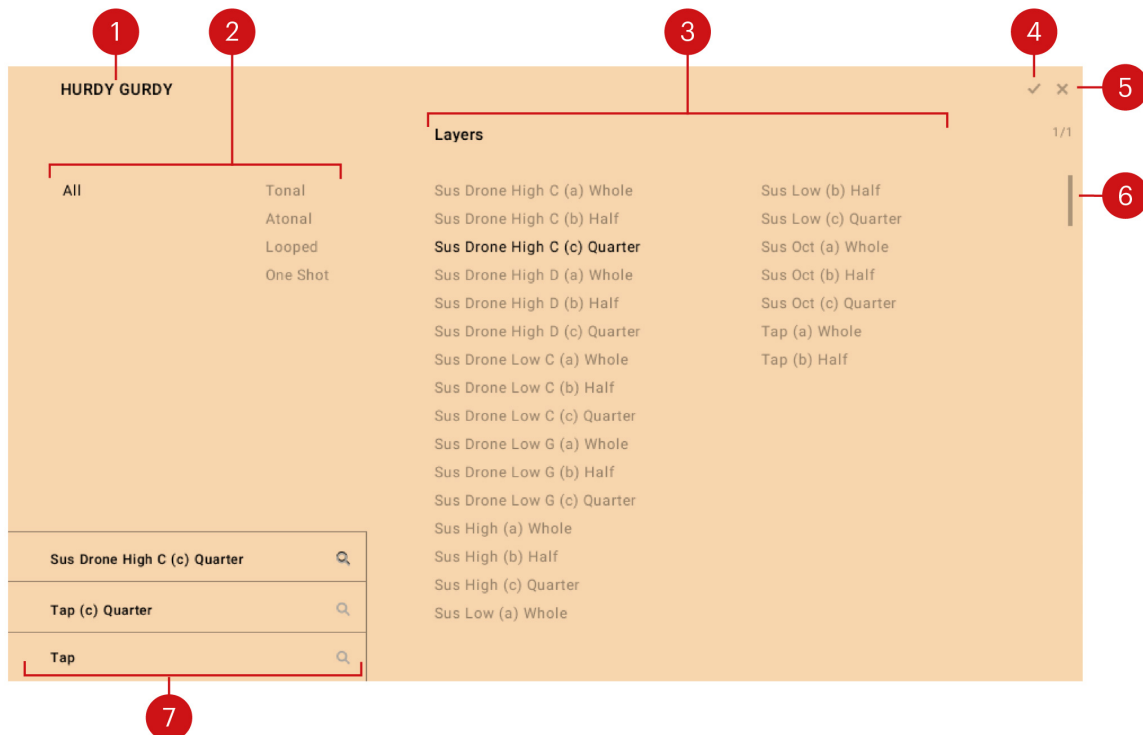 1
2
3
4
5
HURDY GURDY
Layers
1/1
All
Tonal
Atonal
Looped
One Shot
Sus Drone High C (a) Whole
Sus Drone High C (b) Half
Sus Drone High C (c) Quarter
Sus Drone High D (a) Whole
Sus Drone High D (b) Half
Sus Drone High D (c) Quarter
Sus Drone Low C (a) Whole
Sus Drone Low C (b) Half
Sus Drone Low C (c) Quarter
Sus Drone Low G (a) Whole
Sus Drone Low G (b) Half
Sus Drone Low G (c) Quarter
Sus High (a) Whole
Sus High (b) Half
Sus High (c) Quarter
Sus Low (a) Whole
Sus Low (b) Half
Sus Low (c) Quarter
Sus Oct (a) Whole
Sus Oct (b) Half
Sus Oct (c) Quarter
Tap (a) Whole
Tap (b) Half
6
Sus Drone High C (c) Quarter
Tap (c) Quarter
Tap
7